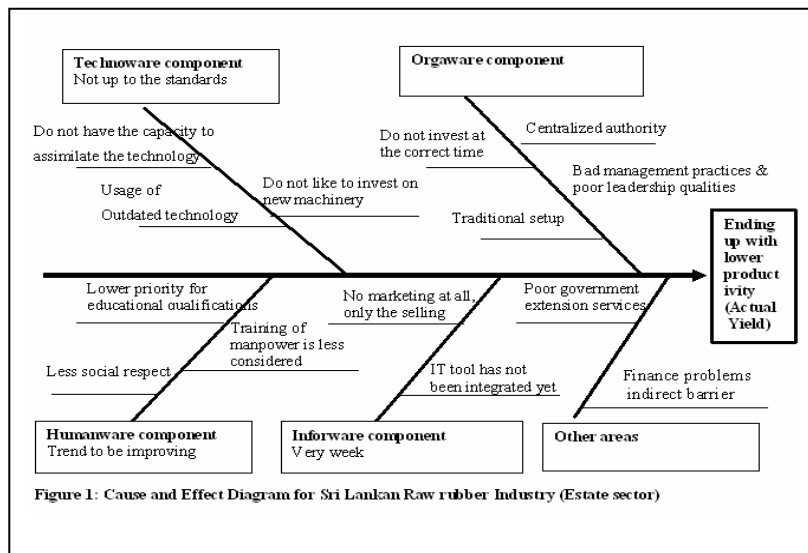 Technoware component
Not up to the standards
Orgaware component
Do not have the capacity to
assimilate the technology
Usage of
Outdated technology
Do not like to invest on
new machinery
Do not invest at
the correct time
Centralized authority
Bad management practices &
poor leadership qualities
Traditional setup
Ending
up with
lower
product
ivity
(Actual
Yield)
Lower priority for
educational qualifications
Training of
manpower is less
considered
Less social respect
No marketing at all,
only the selling
IT tool has not
been integrated yet
Poor government
extension services
Finance problems
indirect barrier
Humanware component
Trend to be improving
Inforware component
Very week
Other areas
Figure 1: Cause and Effect Diagram for Sri Lankan Raw rubber Industry (Estate sector)